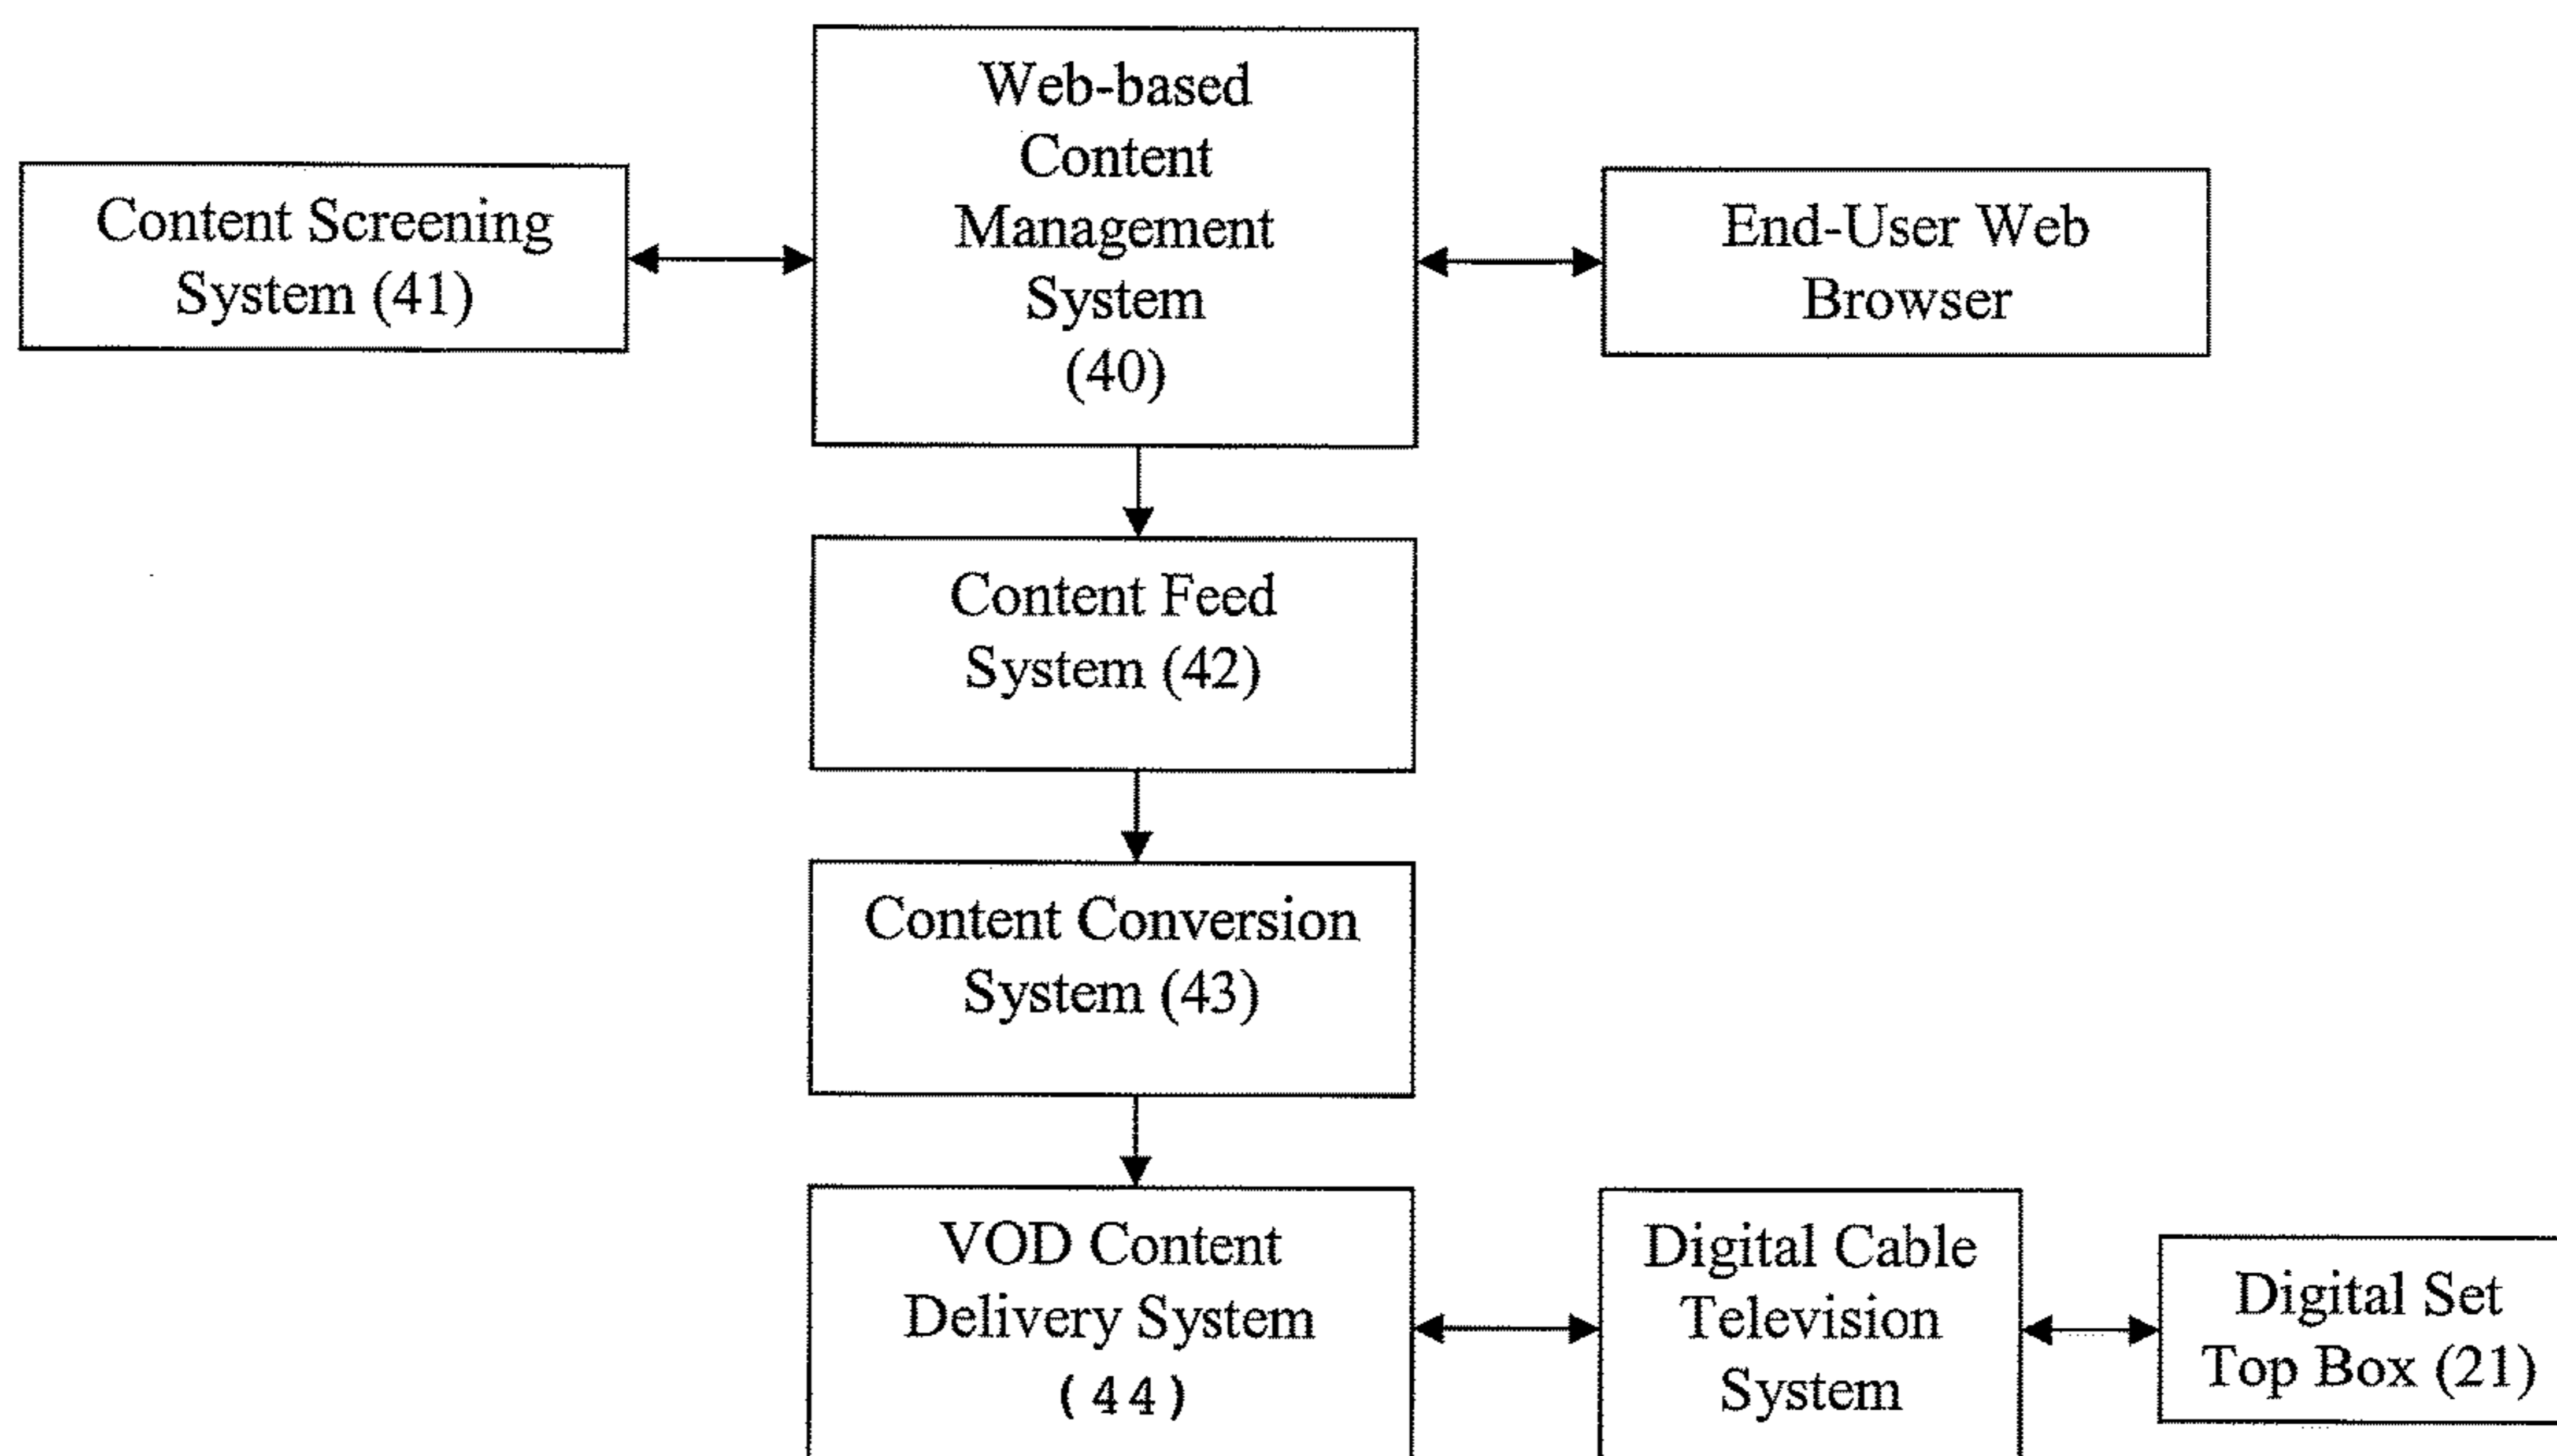 Web-based
Content
Management
System
(40)
Content Screening
System (41)
End-User Web
Browser
Content Feed
System (42)
Content Conversion
System (43)
VOD Content
Delivery System
(44)
Digital Cable
Television
System
Digital Set
Top Box (21)